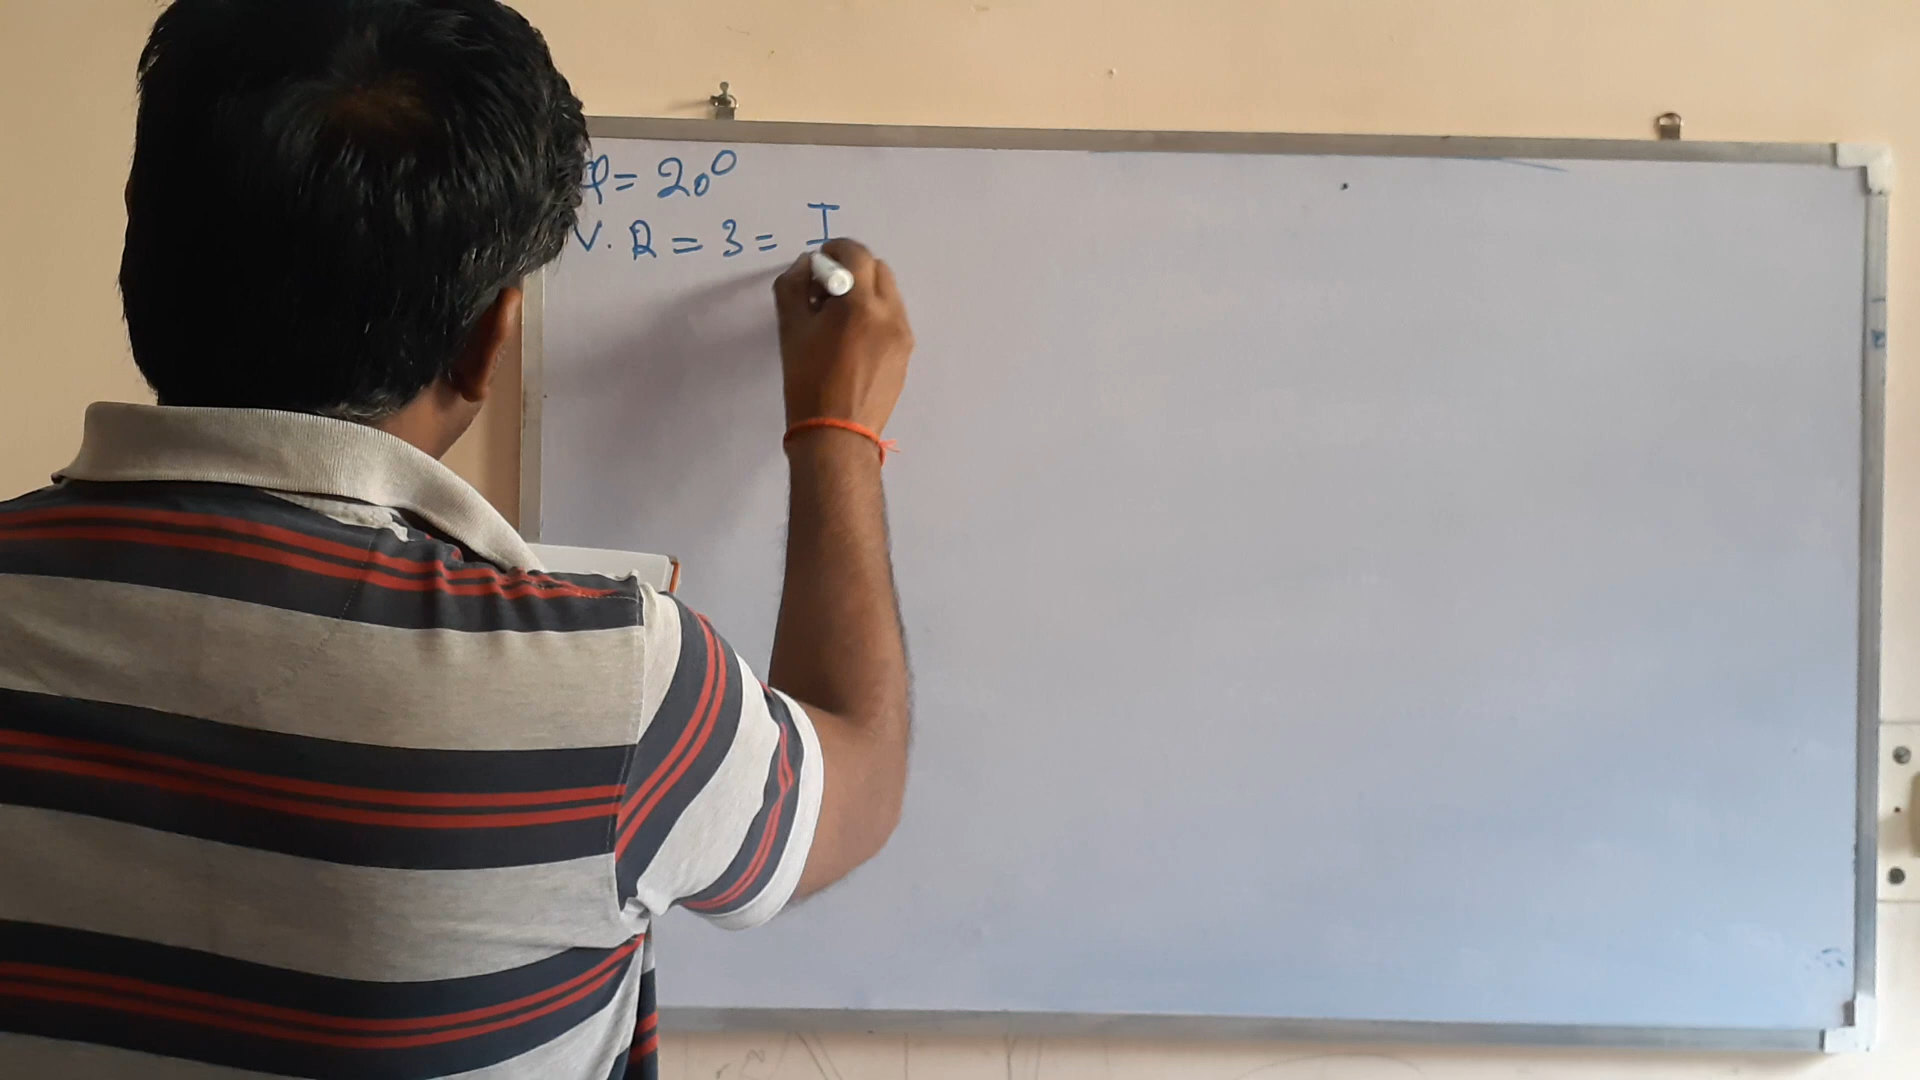 φ = 20°
V. R = 3 = T